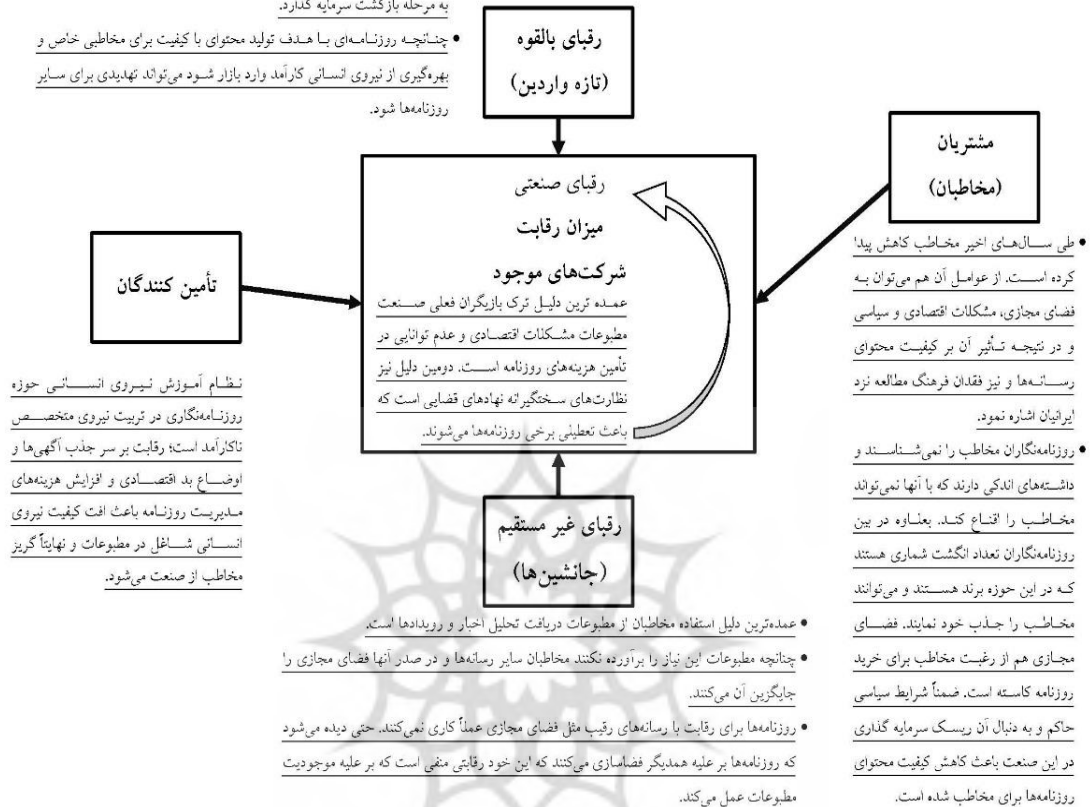 به مرحله بازگشت سرمایه گذارد.
• چنانچه روزنامه‌ای با هدف تولید محتوای با کیفیت برای مخاطبی خاص و
بهره‌گیری از نیروی انسانی کارآمد وارد بازار شود می‌تواند تهدیدی برای سایر
روزنامه‌ها شود.
رقبای بالقوه
(تازه واردین)
مشتریان
(مخاطبان)
• طی سال‌های اخیر مخاطب کاهش پیدا
کرده است. از عوامل آن هم می‌توان به
فضای مجازی، مشکلات اقتصادی و سیاسی
و در نتیجه تأثیر آن بر کیفیت محتوای
رسانه‌ها و نیز فقدان فرهنگ مطالعه نزد
ایرانیان اشاره نمود.
• روزنامه‌نگاران مخاطب را نمی‌شناسند و
داشته‌های اندکی دارند که با آنها نمی‌تواند
مخاطب را اقناع کند. بعلاوه در بین
روزنامه‌نگاران تعداد انگشت شماری هستند
که در این حوزه برند هستند و می‌توانند
مخاطب را جذب خود نمایند. فضای
مجازی هم از رغبت مخاطب برای خرید
روزنامه کاسته است. ضمناً شرایط سیاسی
حاکم و به دنبال آن ریسک سرمایه گذاری
در این صنعت باعث کاهش کیفیت محتوای
روزنامه‌ها برای مخاطب شده است.
رقبای صنعتی
میزان رقابت
شرکت‌های موجود
عمده ترین دلیل ترک بازیگران فعلی صنعت
مطبوعات مشکلات اقتصادی و عدم توانایی در
تأمین هزینه‌های روزنامه است. دومین دلیل نیز
نظارت‌های سختگیرانه نهادهای قضایی است که
باعث تعطیلی برخی روزنامه‌ها می‌شوند.
تأمین کنندگان
نظام آموزش نیروی انسانی حوزه
روزنامه‌نگاری در تربیت نیروی متخصص
ناکارآمد است؛ رقابت بر سر جذب آگهی‌ها و
اوضاع بد اقتصادی و افزایش هزینه‌های
مدیریت روزنامه باعث افت کیفیت نیروی
انسانی شاغل در مطبوعات و نهایتاً گریز
مخاطب از صنعت می‌شود.
رقبای غیر مستقیم
(جانشین‌ها)
• عمده‌ترین دلیل استفاده مخاطبان از مطبوعات دریافت تحلیل اخبار و رویدادها است.
• چنانچه مطبوعات این نیاز را برآورده نکنند مخاطبان سایر رسانه‌ها و در صدر آنها فضای مجازی را
جایگزین آن می‌کنند.
• روزنامه‌ها برای رقابت با رسانه‌های رقیب مثل فضای مجازی عملاً کاری نمی‌کنند. حتی دیده می‌شود
که روزنامه‌ها بر علیه همدیگر فضاسازی می‌کنند که این خود رقابتی منفی است که بر علیه موجودیت
مطبوعات عمل می‌کند.